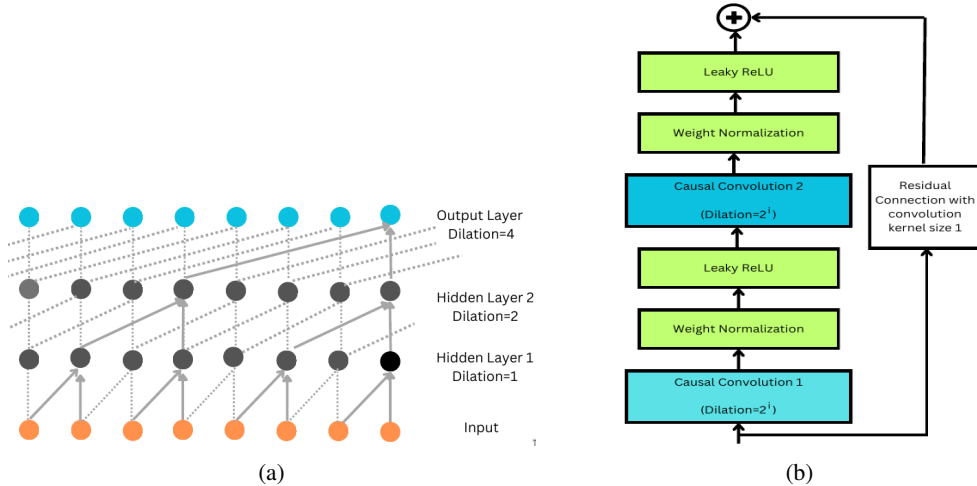 Output Layer
Dilation=4
Hidden Layer 2
Dilation=2
Hidden Layer 1
Dilation=1
Input
(a)
Leaky ReLU
Weight Normalization
Causal Convolution 2
(Dilation=2^i)
Leaky ReLU
Weight Normalization
Causal Convolution 1
(Dilation=2^i)
Residual
Connection with
convolution
kernel size 1
(b)